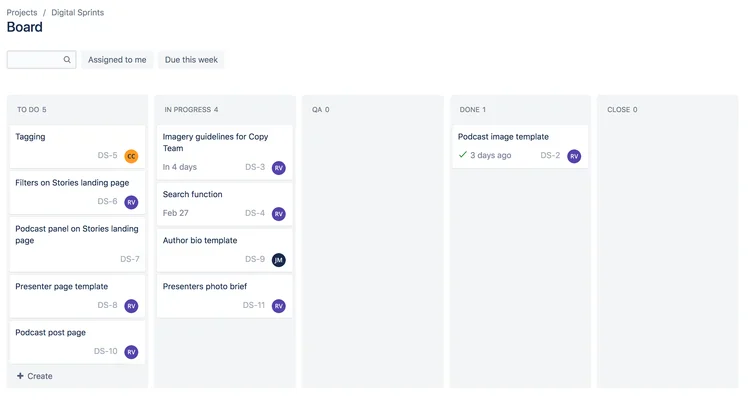 Projects / Digital Sprints
Board
Assigned to me
Due this week
TO DO 5
Tagging
DS-5 CC
Filters on Stories landing page
DS-6 RV
Podcast panel on Stories landing
page
DS-7
Presenter page template
DS-8 RV
Podcast post page
DS-10 RV
+ Create
IN PROGRESS 4
Imagery guidelines for Copy
Team
In 4 days DS-3 RV
Search function
Feb 27 DS-4 RV
Author bio template
DS-9 JM
Presenters photo brief
DS-11 RV
QA 0
DONE 1
Podcast image template
3 days ago DS-2 RV
CLOSE 0